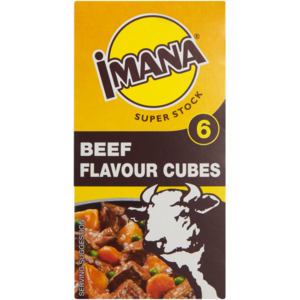 imANA®
SUPER STOCK
6
BEEF
FLAVOUR CUBES
SERVING SUGGESTION